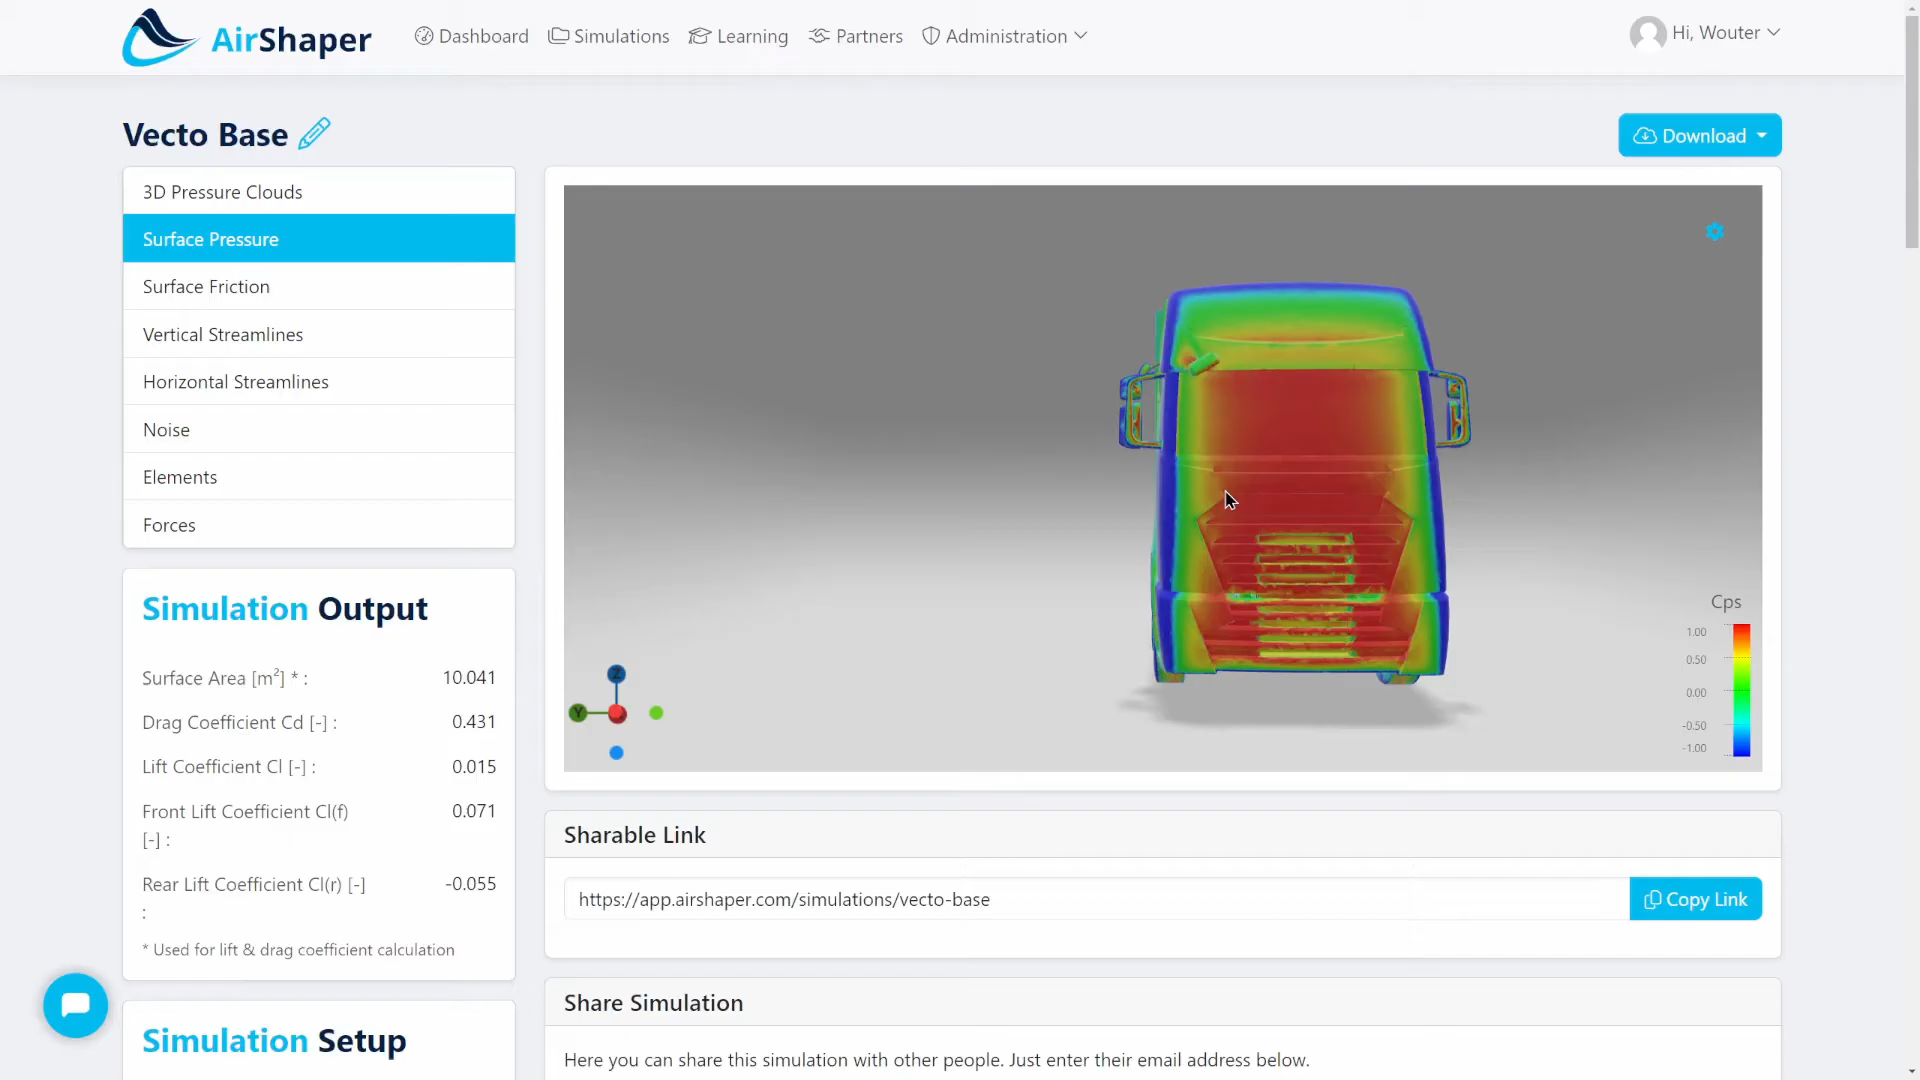 AirShaper
Dashboard
Simulations
Learning
Partners
Administration
Hi, Wouter
Vecto Base
Download
3D Pressure Clouds
Surface Pressure
Surface Friction
Vertical Streamlines
Horizontal Streamlines
Noise
Elements
Forces
Cps
1.00
0.50
0.00
-0.50
-1.00
Z
Y
Simulation Output
Surface Area [m²] * : 10.041
Drag Coefficient Cd [-] : 0.431
Lift Coefficient Cl [-] : 0.015
Front Lift Coefficient Cl(f) 0.071
[-] :
Rear Lift Coefficient Cl(r) [-] -0.055
:
* Used for lift & drag coefficient calculation
Simulation Setup
Sharable Link
https://app.airshaper.com/simulations/vecto-base
Copy Link
Share Simulation
Here you can share this simulation with other people. Just enter their email address below.